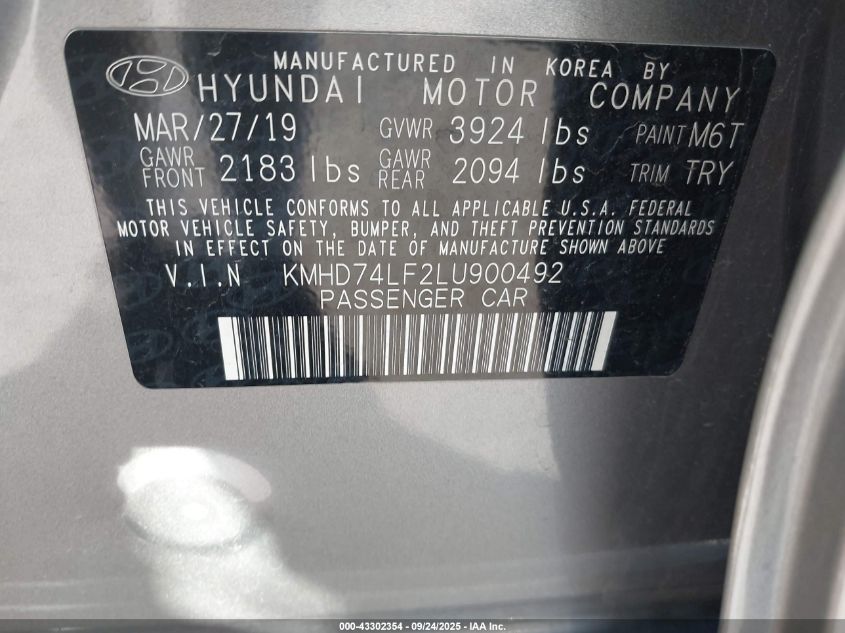 MANUFACTURED IN KOREA BY
HYUNDAI MOTOR COMPANY
MAR/27/19 GVWR 3924 lbs PAINT M6T
GAWR FRONT 2183 lbs GAWR REAR 2094 lbs TRIM TRY
THIS VEHICLE CONFORMS TO ALL APPLICABLE U.S.A. FEDERAL
MOTOR VEHICLE SAFETY, BUMPER, AND THEFT PREVENTION STANDARDS
IN EFFECT ON THE DATE OF MANUFACTURE SHOWN ABOVE
V.I.N KMHD74LF2LU900492
PASSENGER CAR
000-43302354 - 09/24/2025 - IAA Inc.